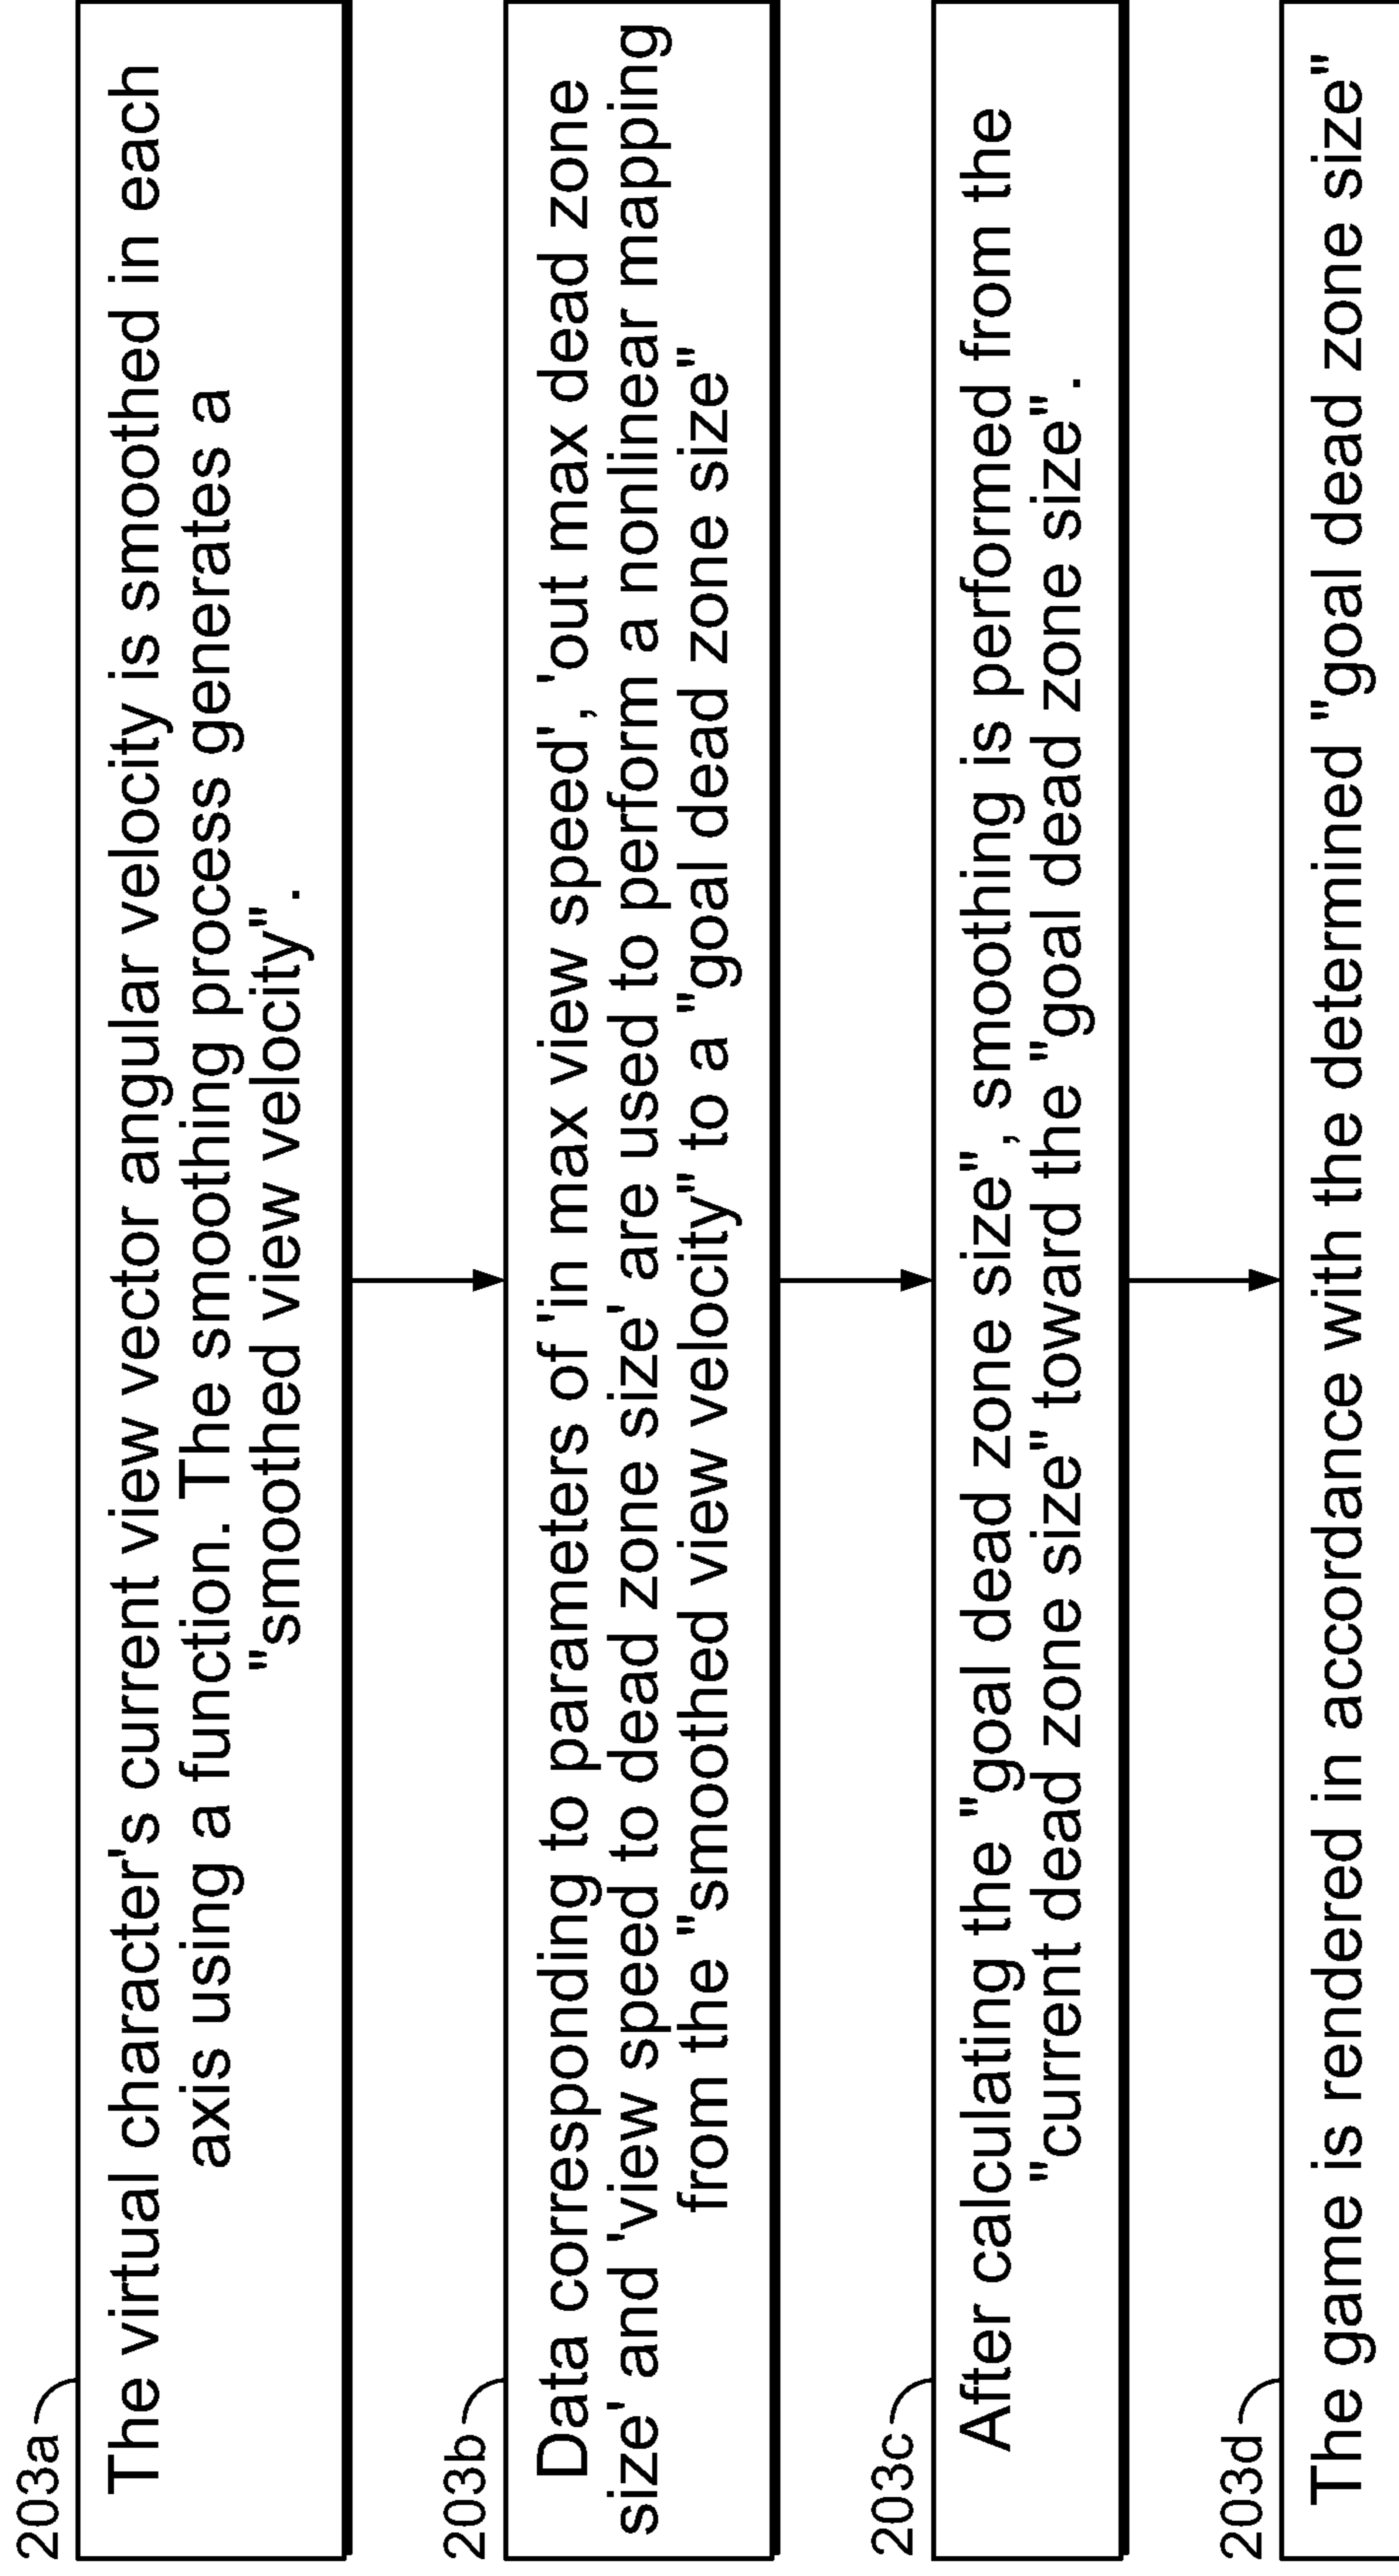 203a
The virtual character's current view vector angular velocity is smoothed in each
axis using a function. The smoothing process generates a
"smoothed view velocity".
203b
Data corresponding to parameters of 'in max view speed', 'out max dead zone
size' and 'view speed to dead zone size' are used to perform a nonlinear mapping
from the "smoothed view velocity" to a "goal dead zone size"
203c
After calculating the "goal dead zone size", smoothing is performed from the
"current dead zone size" toward the "goal dead zone size".
203d
The game is rendered in accordance with the determined "goal dead zone size"